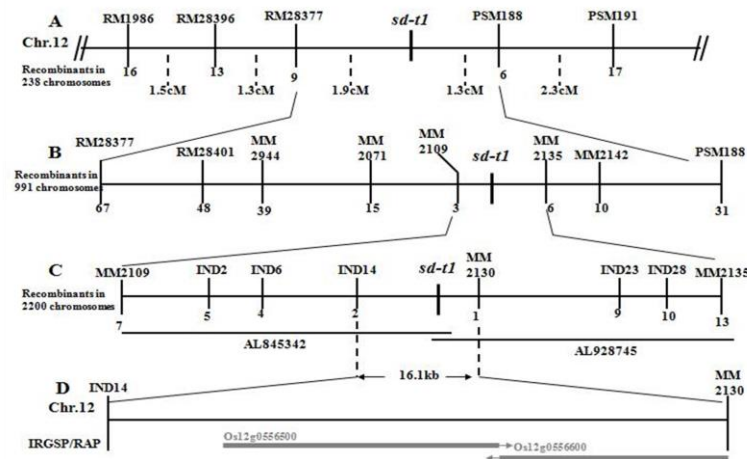 A
RM1986 RM28396 RM28377 sd-t1 PSM188 PSM191
Chr.12
Recombinants in
238 chromosomes
16 13 9 6 17
1.5cM 1.3cM 1.9cM 1.3cM 2.3cM
B
RM28377 RM28401 MM
2944 MM
2071 MM
2109 sd-t1 MM
2135 MM2142 PSM188
Recombinants in
991 chromosomes
67 48 39 15 3 6 10 31
C
MM2109 IND2 IND6 IND14 sd-t1 MM
2130 IND23 IND28 MM2135
Recombinants in
2200 chromosomes
7 5 4 2 1 9 10 13
AL845342 AL928745
16.1kb
D
IND14 MM
2130
Chr.12
IRGSP/RAP
Os12g0556500 Os12g0556600